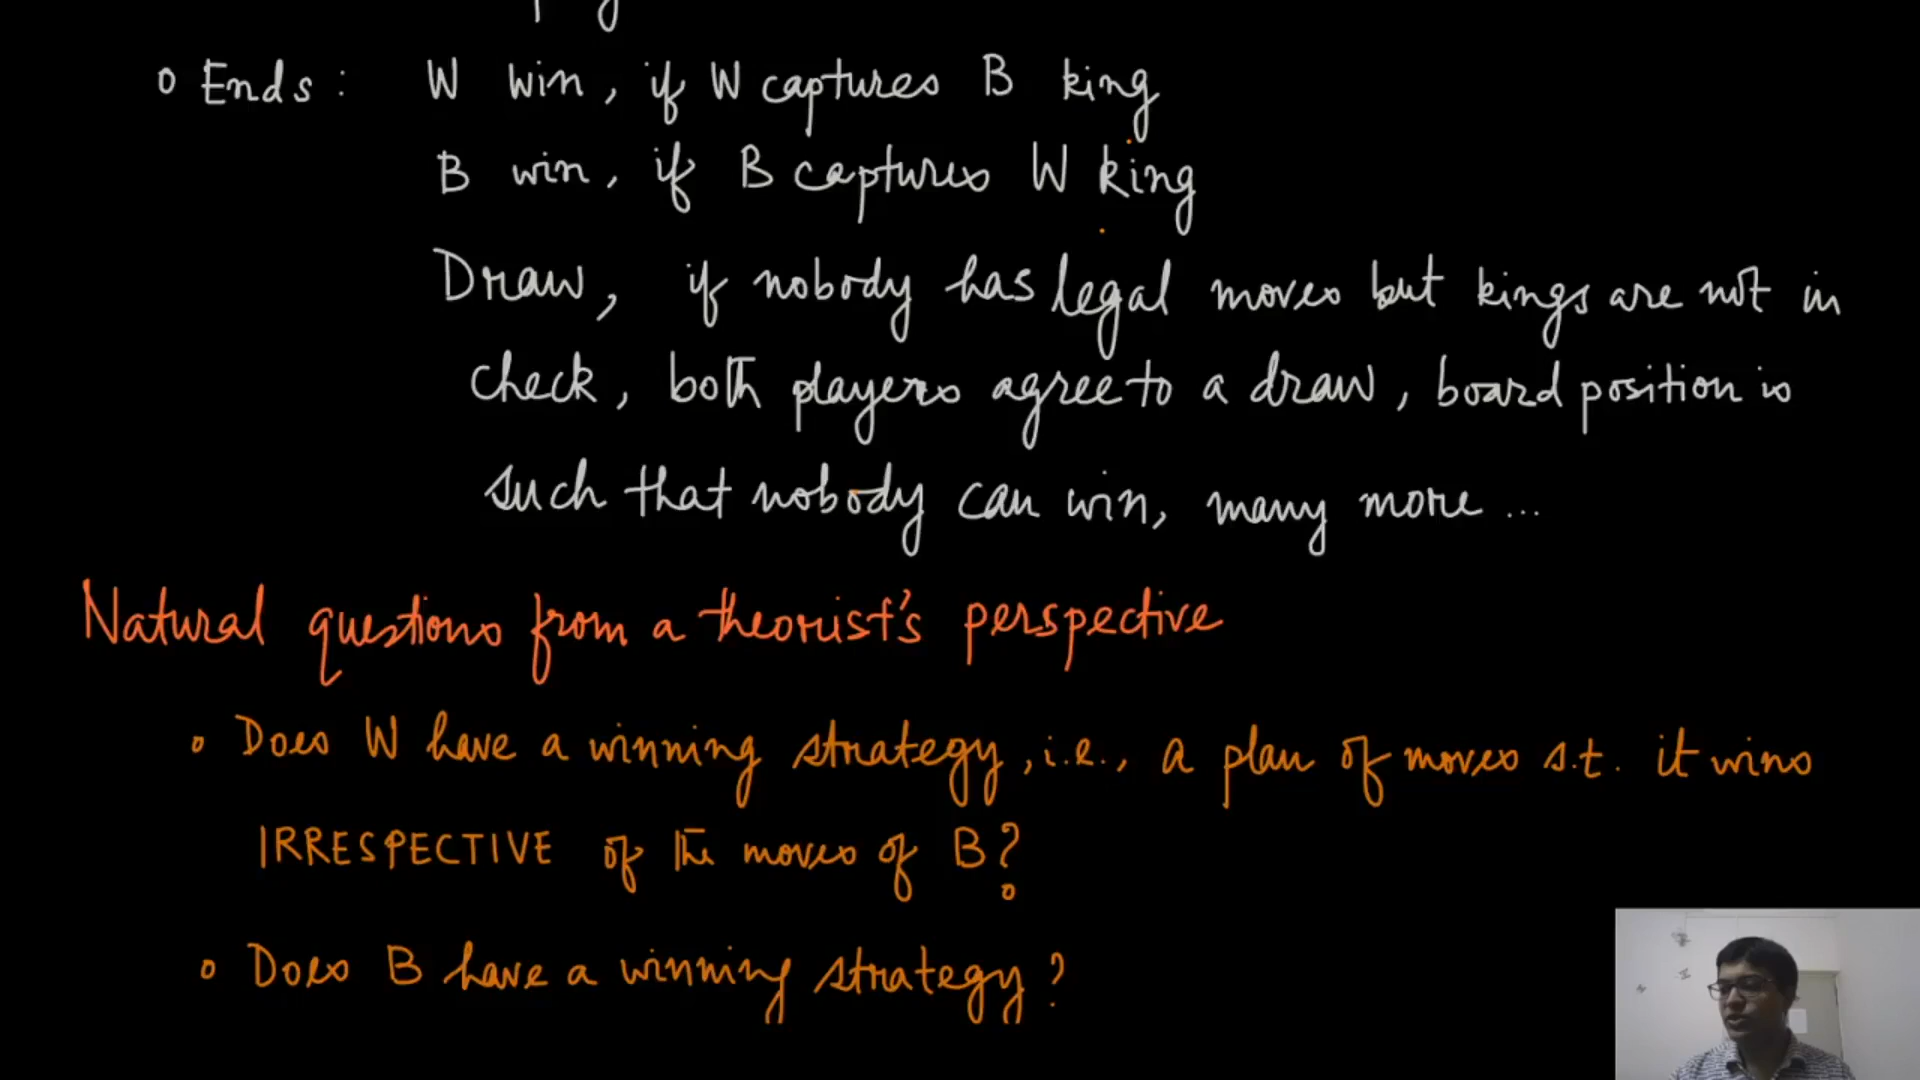 o Ends: W win, if W captures B king
B win, if B captures W king
Draw, if nobody has legal moves but kings are not in
check, both players agree to a draw, board position is
such that nobody can win, many more ...
Natural questions from a theorist's perspective
o Does W have a winning strategy, i.e., a plan of moves s.t. it wins
IRRESPECTIVE of the moves of B?
o Does B have a winning strategy?